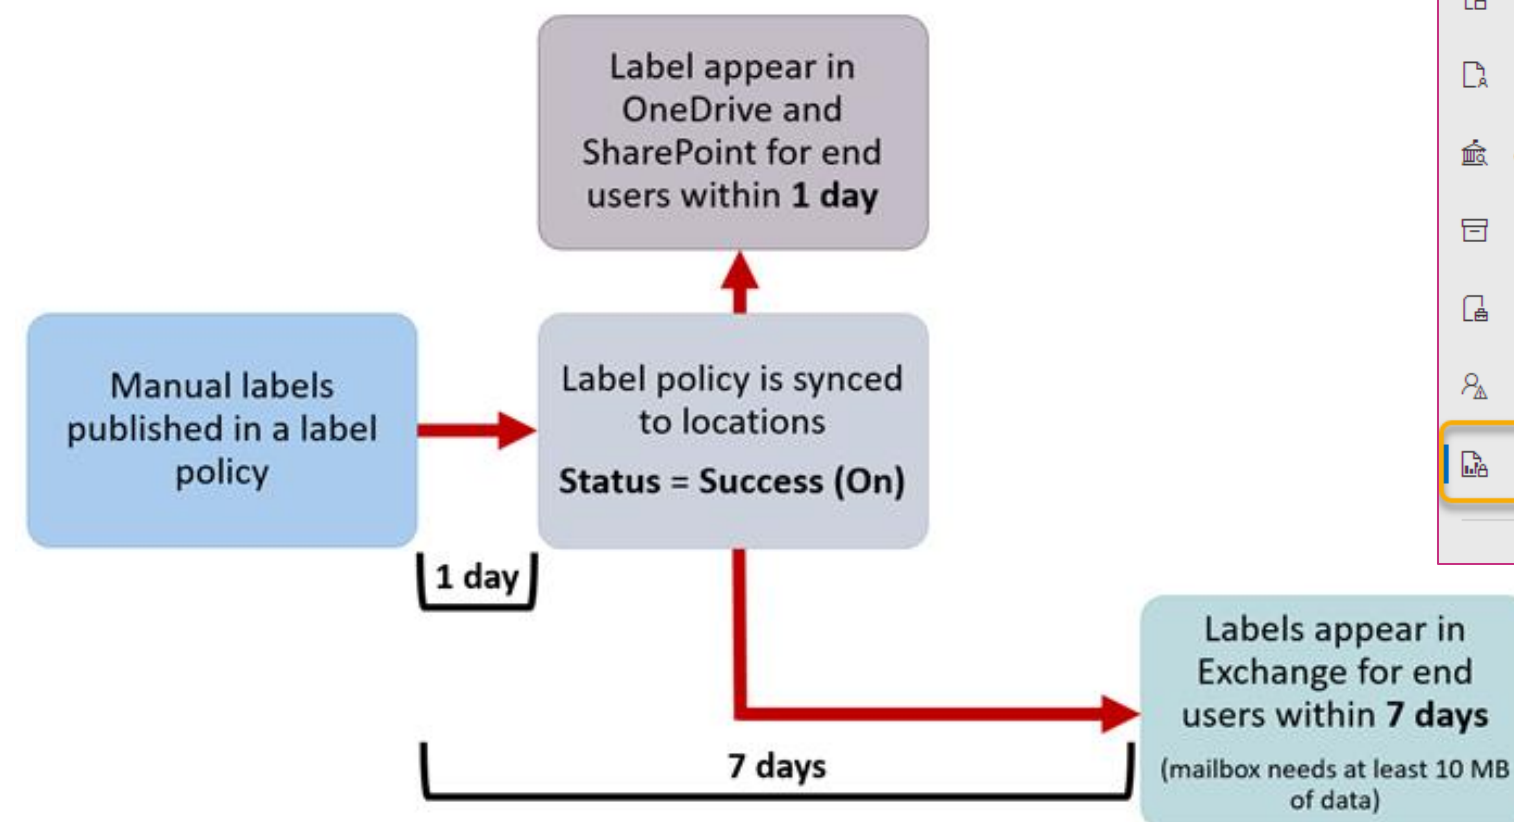 Label appear in
OneDrive and
SharePoint for end
users within 1 day
Manual labels
published in a label
policy
Label policy is synced
to locations
Status = Success (On)
1 day
7 days
Labels appear in
Exchange for end
users within 7 days
(mailbox needs at least 10 MB
of data)